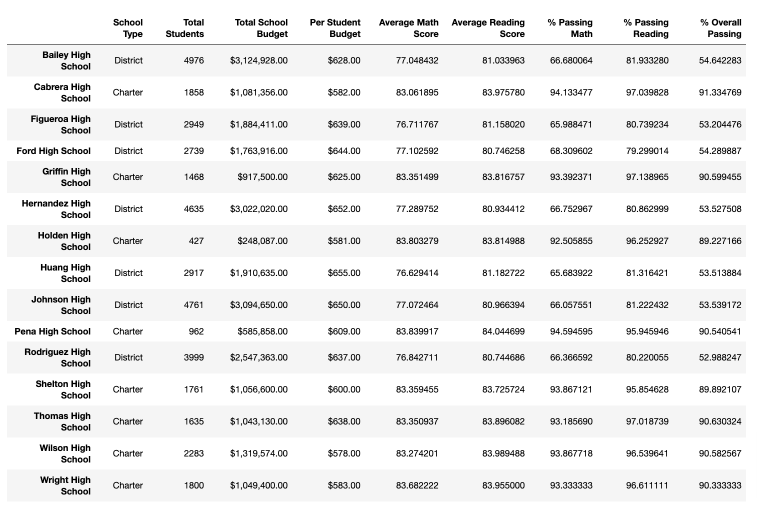 School Type Total Students Total School Budget Per Student Budget Average Math Score Average Reading Score % Passing Math % Passing Reading % Overall Passing
Bailey High School District 4976 $3,124,928.00 $628.00 77.048432 81.033963 66.680064 81.933280 54.642283
Cabrera High School Charter 1858 $1,081,356.00 $582.00 83.061895 83.975780 94.133477 97.039828 91.334769
Figueroa High School District 2949 $1,884,411.00 $639.00 76.711767 81.158020 65.988471 80.739234 53.204476
Ford High School District 2739 $1,763,916.00 $644.00 77.102592 80.746258 68.309602 79.299014 54.289887
Griffin High School Charter 1468 $917,500.00 $625.00 83.351499 83.816757 93.392371 97.138965 90.599455
Hernandez High School District 4635 $3,022,020.00 $652.00 77.289752 80.934412 66.752967 80.862999 53.527508
Holden High School Charter 427 $248,087.00 $581.00 83.803279 83.814988 92.505855 96.252927 89.227166
Huang High School District 2917 $1,910,635.00 $655.00 76.629414 81.182722 65.683922 81.316421 53.513884
Johnson High School District 4761 $3,094,650.00 $650.00 77.072464 80.966394 66.057551 81.222432 53.539172
Pena High School Charter 962 $585,858.00 $609.00 83.839917 84.044699 94.594595 95.945946 90.540541
Rodriguez High School District 3999 $2,547,363.00 $637.00 76.842711 80.744686 66.366592 80.220055 52.988247
Shelton High School Charter 1761 $1,056,600.00 $600.00 83.359455 83.725724 93.867121 95.854628 89.892107
Thomas High School Charter 1635 $1,043,130.00 $638.00 83.350937 83.896082 93.185690 97.018739 90.630324
Wilson High School Charter 2283 $1,319,574.00 $578.00 83.274201 83.989488 93.867718 96.539641 90.582567
Wright High School Charter 1800 $1,049,400.00 $583.00 83.682222 83.955000 93.333333 96.611111 90.333333